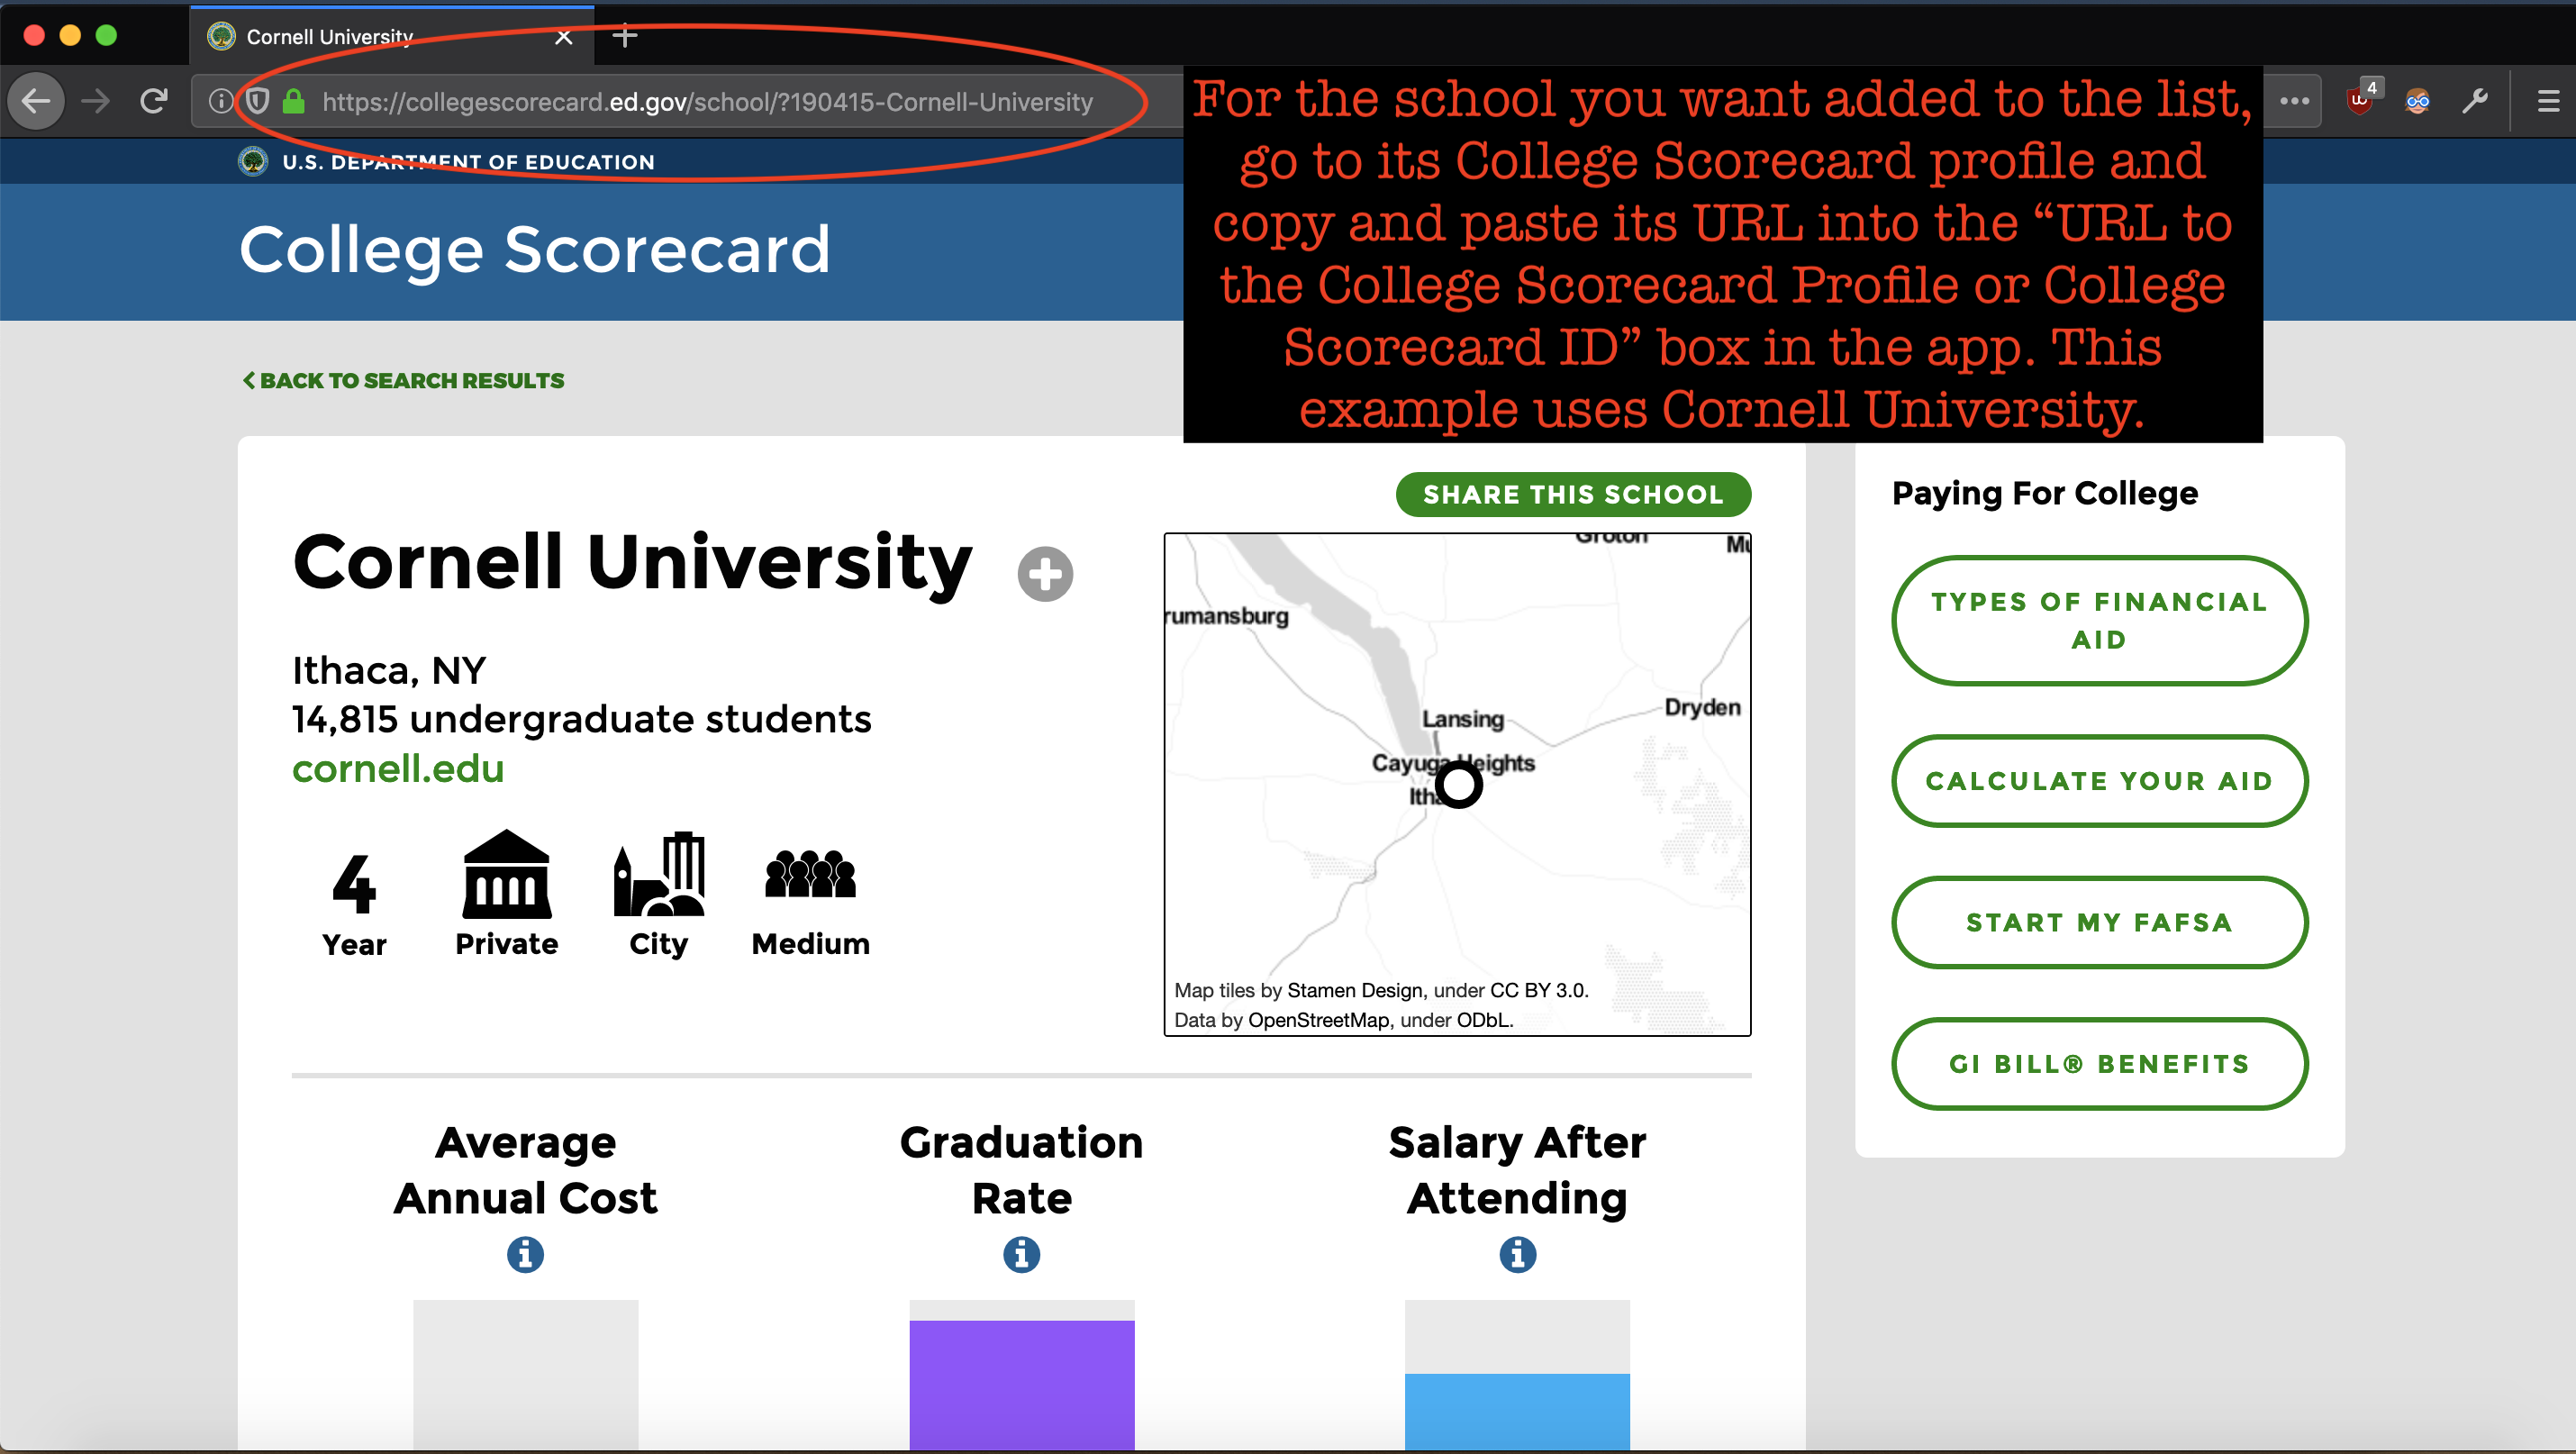 Cornell University
https://collegescorecard.ed.gov/school/?190415-Cornell-University
4
For the school you want added to the list,
go to its College Scorecard profile and
copy and paste its URL into the “URL to
the College Scorecard Profile or College
Scorecard ID” box in the app. This
example uses Cornell University.
U.S. DEPARTMENT OF EDUCATION
College Scorecard
BACK TO SEARCH RESULTS
SHARE THIS SCHOOL
Cornell University
Ithaca, NY
14,815 undergraduate students
cornell.edu
4
Year
Private
City
Medium
Groton
Mu
rumansburg
Lansing
Dryden
Cayuga Heights
Itha
Map tiles by Stamen Design, under CC BY 3.0.
Data by OpenStreetMap, under ODbL.
Paying For College
TYPES OF FINANCIAL
AID
CALCULATE YOUR AID
START MY FAFSA
GI BILL® BENEFITS
Average
Annual Cost
Graduation
Rate
Salary After
Attending